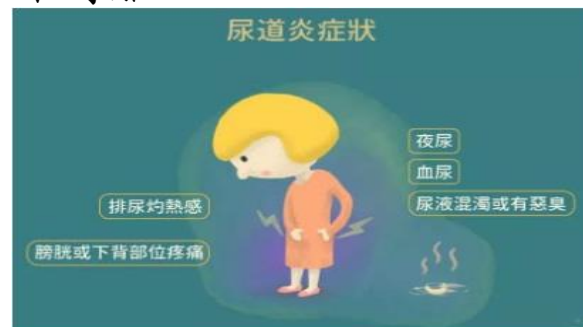 尿道炎症狀
夜尿
血尿
尿液混濁或有惡臭
排尿灼熱感
膀胱或下背部位疼痛